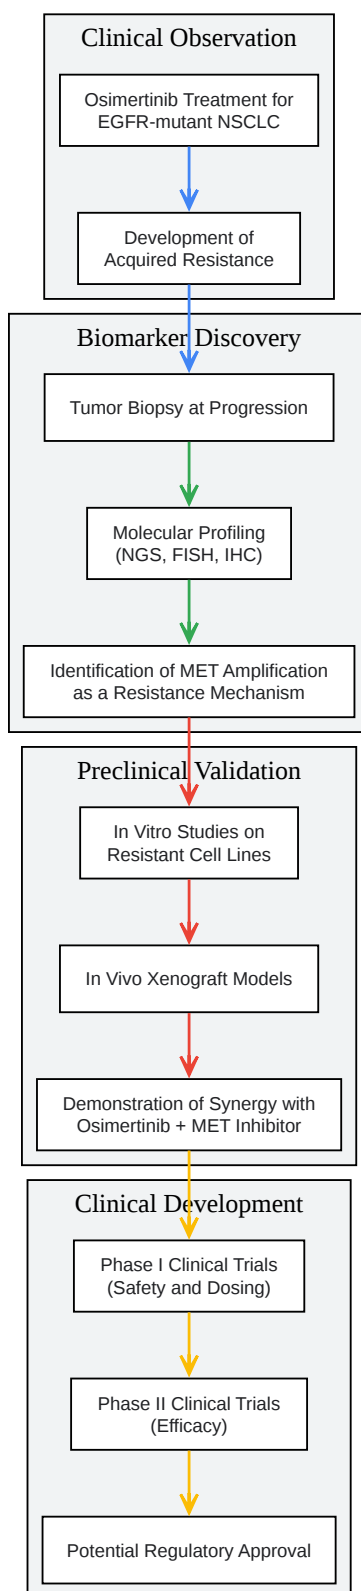 Clinical Observation
Osimertinib Treatment for
EGFR-mutant NSCLC
Development of
Acquired Resistance
Biomarker Discovery
Tumor Biopsy at Progression
Molecular Profiling
(NGS, FISH, IHC)
Identification of MET Amplification
as a Resistance Mechanism
Preclinical Validation
In Vitro Studies on
Resistant Cell Lines
In Vivo Xenograft Models
Demonstration of Synergy with
Osimertinib + MET Inhibitor
Clinical Development
Phase I Clinical Trials
(Safety and Dosing)
Phase II Clinical Trials
(Efficacy)
Potential Regulatory Approval